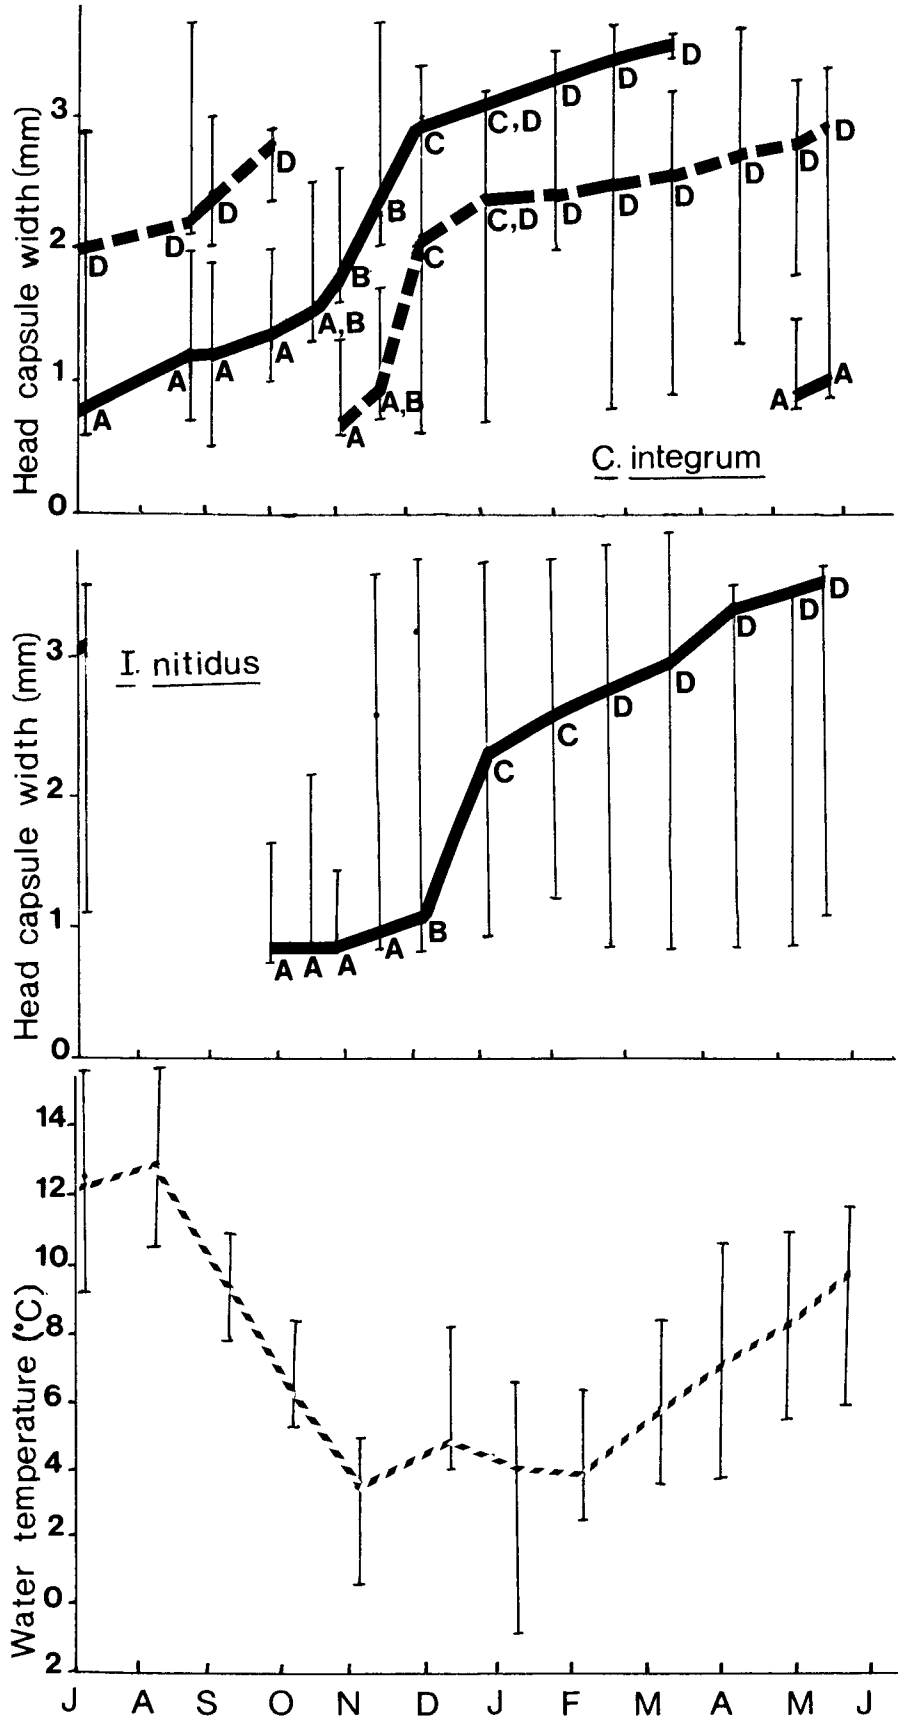 Head capsule width (mm)
3
2
1
0
D
D
D
D
A
A
A
A
A,B
B
B
C
C,D
D
D
D
A
A,B
C
C,D
D
D
D
D
D
D
A
A
C. integrum
Head capsule width (mm)
3
2
1
0
I. nitidus
A
A
A
A
B
C
C
D
D
D
D
D
Water temperature (°C)
14
12
10
8
6
4
2
0
2
J A S O N D J F M A M J